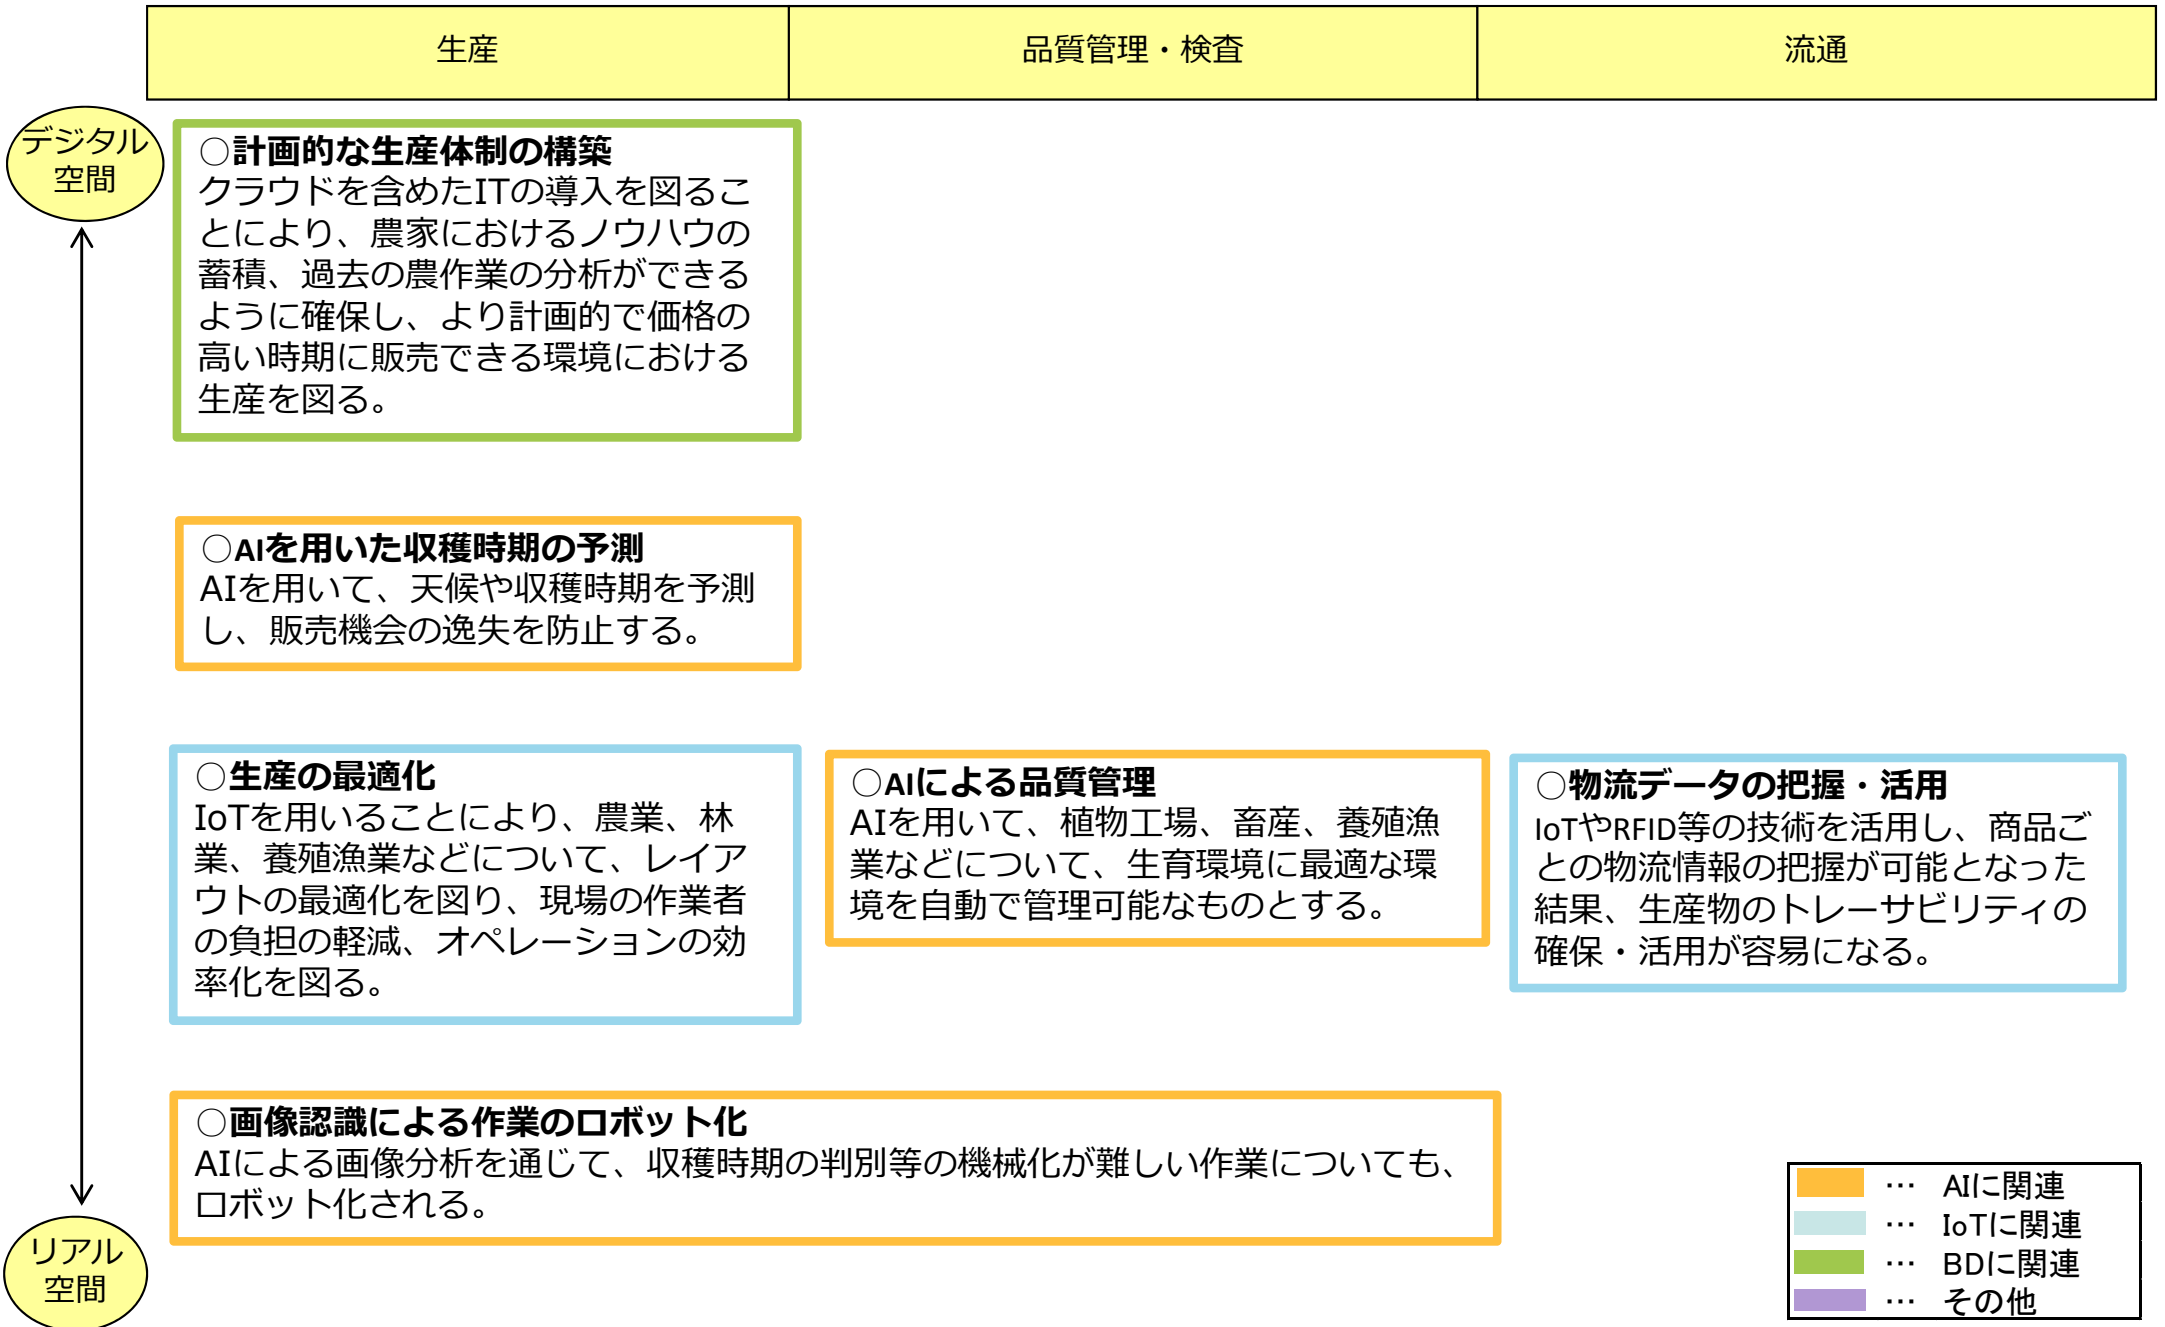 生産
品質管理・検査
流通
デジタル
空間
○計画的な生産体制の構築
クラウドを含めたITの導入を図るこ
とにより、農家におけるノウハウの
蓄積、過去の農作業の分析ができる
ように確保し、より計画的で価格の
高い時期に販売できる環境における
生産を図る。
○AIを用いた収穫時期の予測
AIを用いて、天候や収穫時期を予測
し、販売機会の逸失を防止する。
○生産の最適化
IoTを用いることにより、農業、林
業、養殖漁業などについて、レイア
ウトの最適化を図り、現場の作業者
の負担の軽減、オペレーションの効
率化を図る。
○AIによる品質管理
AIを用いて、植物工場、畜産、養殖漁
業などについて、生育環境に最適な環
境を自動で管理可能なものとする。
○物流データの把握・活用
IoTやRFID等の技術を活用し、商品ご
との物流情報の把握が可能となった
結果、生産物のトレーサビリティの
確保・活用が容易になる。
○画像認識による作業のロボット化
AIによる画像分析を通じて、収穫時期の判別等の機械化が難しい作業についても、
ロボット化される。
リアル
空間
… AIに関連
… IoTに関連
… BDに関連
… その他